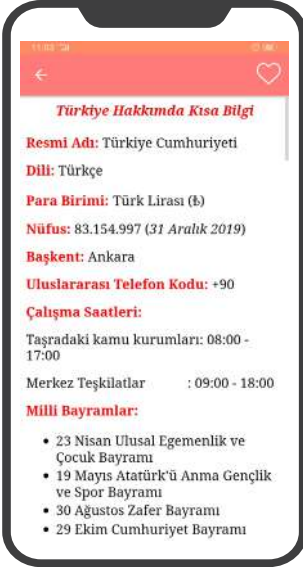 11:03
Türkiye Hakkımda Kısa Bilgi
Resmi Adı: Türkiye Cumhuriyeti
Dili: Türkçe
Para Birimi: Türk Lirası (₺)
Nüfus: 83.154.997 (31 Aralık 2019)
Başkent: Ankara
Uluslararası Telefon Kodu: +90
Çalışma Saatleri:
Taşradaki kamu kurumları: 08:00 -
17:00
Merkez Teşkilatlar : 09:00 - 18:00
Milli Bayramlar:
• 23 Nisan Ulusal Egemenlik ve
Çocuk Bayramı
• 19 Mayıs Atatürk'ü Anma Gençlik
ve Spor Bayramı
• 30 Ağustos Zafer Bayramı
• 29 Ekim Cumhuriyet Bayramı